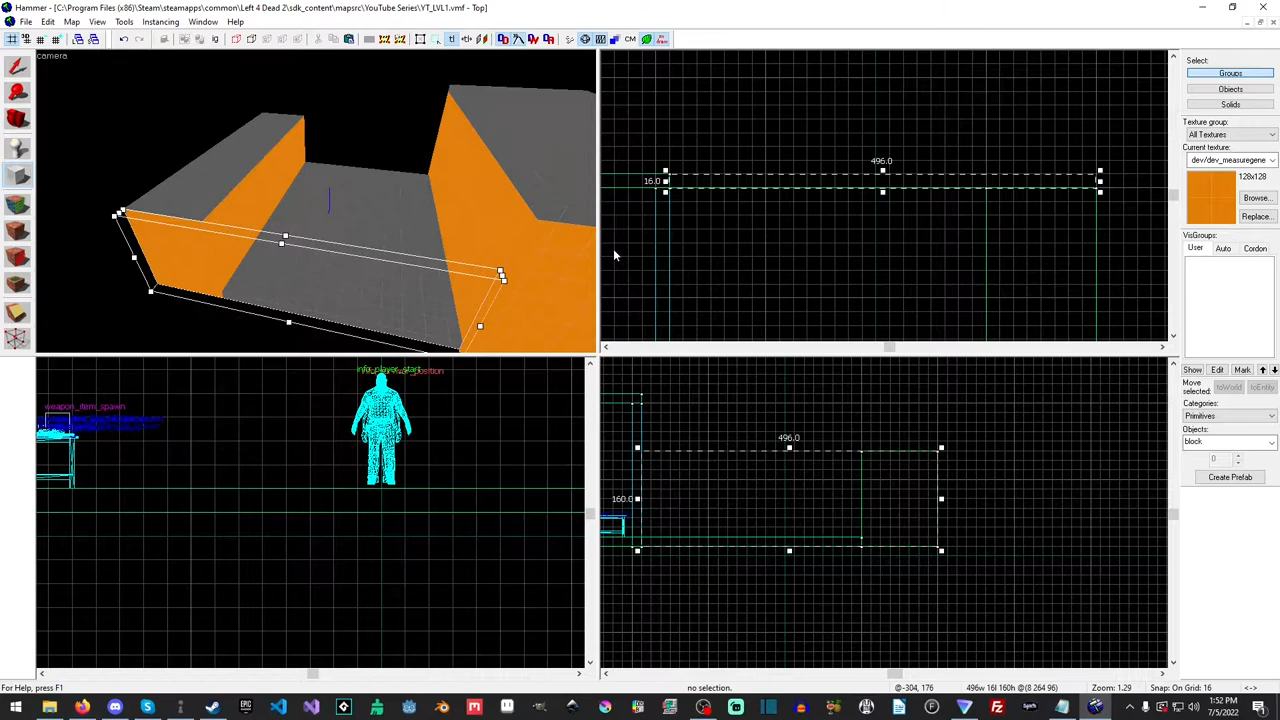 Hammer - [C:\Program Files (x86)\Steam\steamapps\common\Left 4 Dead 2\sdk_content\mapsrc\YouTube Series\YT_LVL1.vmf - Top]
File Edit Map View Tools Instancing Window Help
camera
496.0
16.0
info_player_start
weapon_item_spawn
496.0
160.0
Select:
Groups
Objects
Solids
Texture group:
All Textures
Current texture:
dev/dev_measuregene
128x128
Browse...
Replace...
VisGroups:
User Auto Cordon
Show Edit Mark
Move selected:
toWorld toEntity
Categories:
Primitives
Objects:
block
0
Create Prefab
For Help, press F1
no selection.
@-304, 176
496w 16l 160h @(8 264 96)
Zoom: 1.29
Snap: On Grid: 16
<->
1:52 PM
7/5/2022